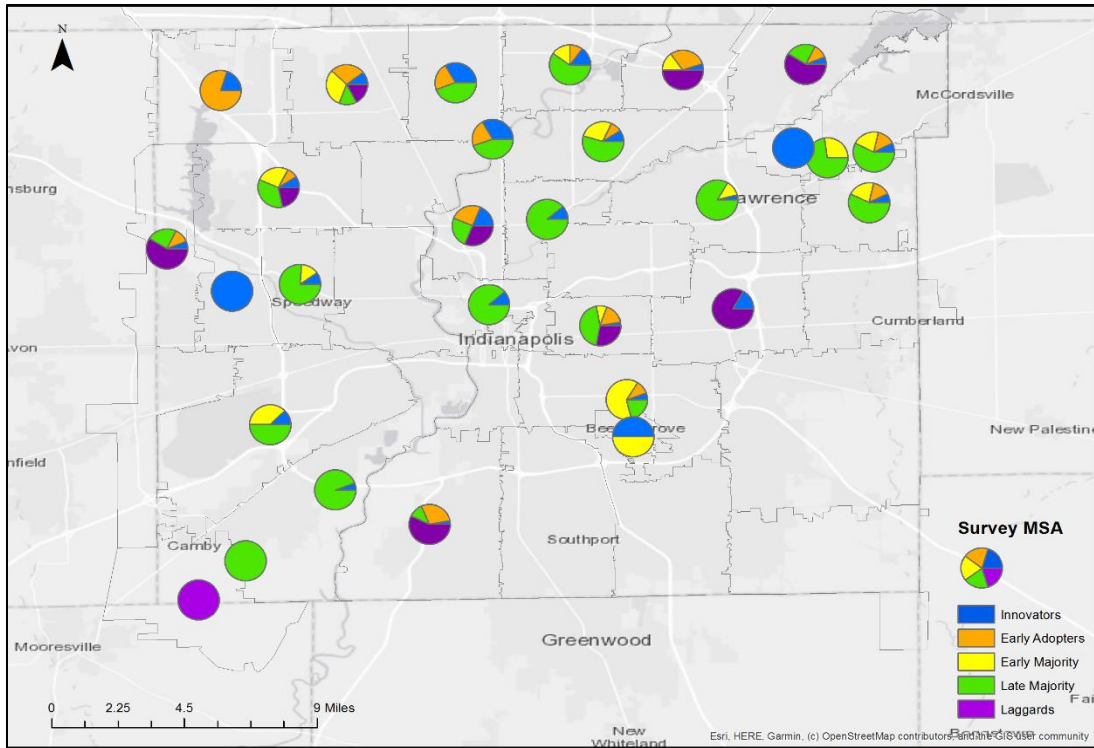 N
McCordsville
nsburg
awrence
Speedway
Cumberland
Indianapolis
von
New Palestine
nfield
Survey MSA
Camby
Southport
Innovators
Early Adopters
Greenwood
Early Majority
Mooresville
Late Majority
Laggards
0 2.25 4.5 9 Miles
New
Whiteland
Esri, HERE, Garmin, (c) OpenStreetMap contributors, and the GIS user community